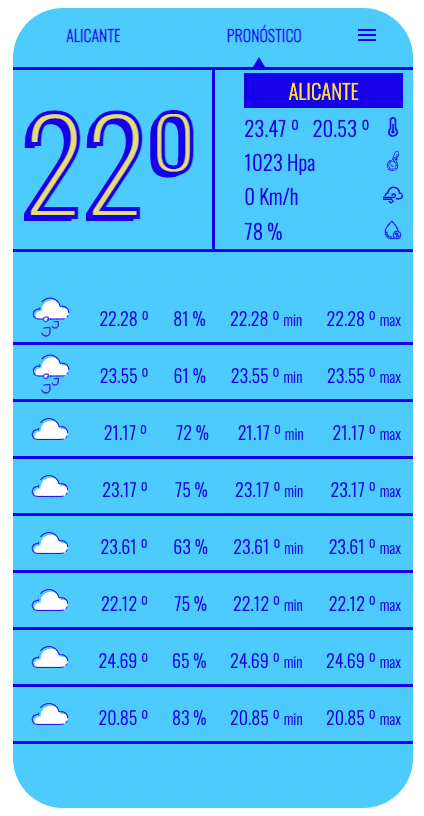 ALICANTE PRONÓSTICO
22º
ALICANTE
23.47 º 20.53 º
1023 Hpa
0 Km/h
78 %
22.28 º 81 % 22.28 º min 22.28 º max
23.55 º 61 % 23.55 º min 23.55 º max
21.17 º 72 % 21.17 º min 21.17 º max
23.17 º 75 % 23.17 º min 23.17 º max
23.61 º 63 % 23.61 º min 23.61 º max
22.12 º 75 % 22.12 º min 22.12 º max
24.69 º 65 % 24.69 º min 24.69 º max
20.85 º 83 % 20.85 º min 20.85 º max